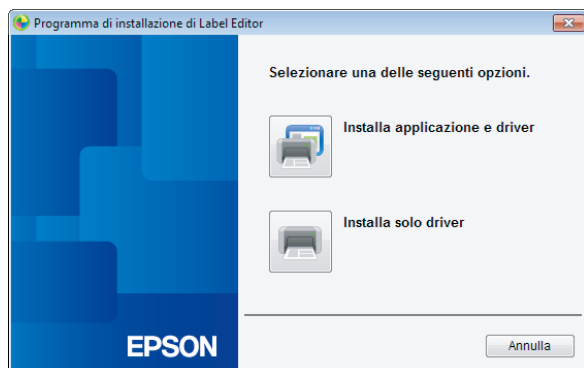 Programma di installazione di Label Editor
Selezionare una delle seguenti opzioni.
Installa applicazione e driver
Installa solo driver
EPSON
Annulla